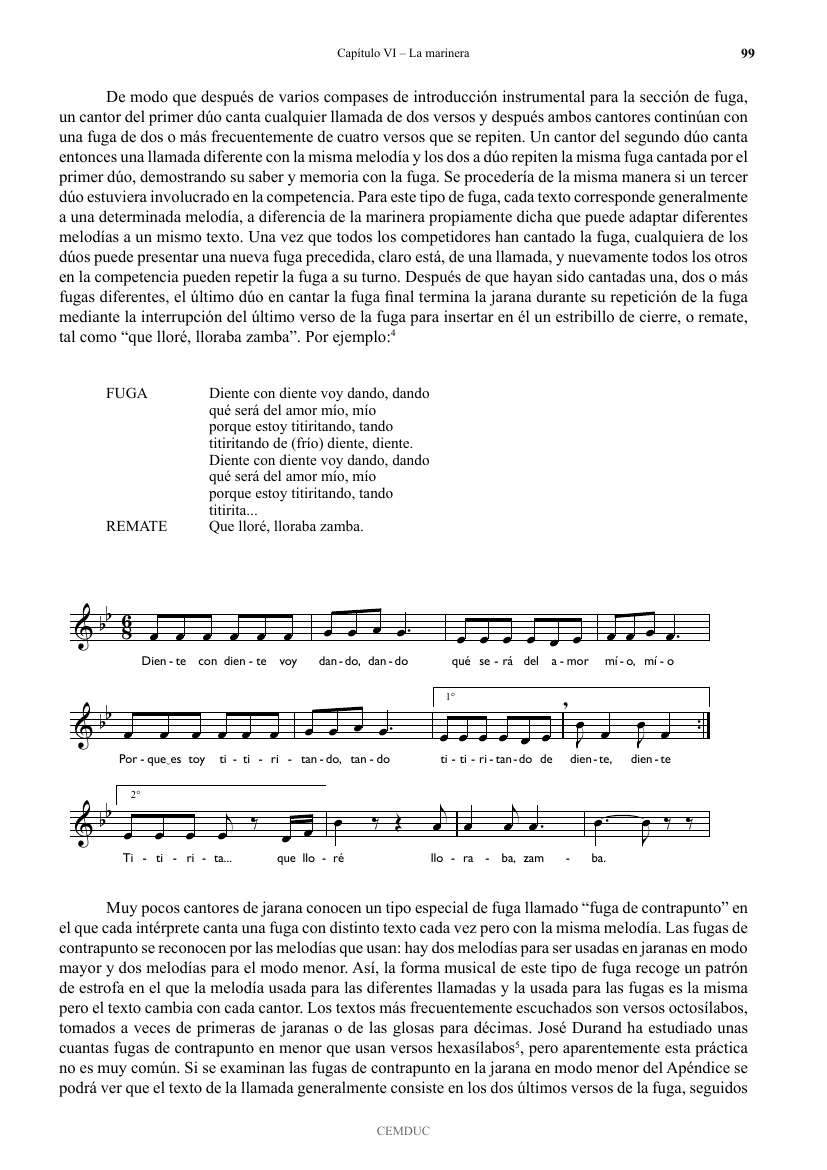 Capítulo VI – La marinera
99
De modo que después de varios compases de introducción instrumental para la sección de fuga,
un cantor del primer dúo canta cualquier llamada de dos versos y después ambos cantores continúan con
una fuga de dos o más frecuentemente de cuatro versos que se repiten. Un cantor del segundo dúo canta
entonces una llamada diferente con la misma melodía y los dos a dúo repiten la misma fuga cantada por el
primer dúo, demostrando su saber y memoria con la fuga. Se procedería de la misma manera si un tercer
dúo estuviera involucrado en la competencia. Para este tipo de fuga, cada texto corresponde generalmente
a una determinada melodía, a diferencia de la marinera propiamente dicha que puede adaptar diferentes
melodías a un mismo texto. Una vez que todos los competidores han cantado la fuga, cualquiera de los
dúos puede presentar una nueva fuga precedida, claro está, de una llamada, y nuevamente todos los otros
en la competencia pueden repetir la fuga a su turno. Después de que hayan sido cantadas una, dos o más
fugas diferentes, el último dúo en cantar la fuga final termina la jarana durante su repetición de la fuga
mediante la interrupción del último verso de la fuga para insertar en él un estribillo de cierre, o remate,
tal como “que lloré, lloraba zamba”. Por ejemplo:⁴
FUGA Diente con diente voy dando, dando
qué será del amor mío, mío
porque estoy titiritando, tando
titiritando de (frío) diente, diente.
Diente con diente voy dando, dando
qué será del amor mío, mío
porque estoy titiritando, tando
titirita...
REMATE Que lloré, lloraba zamba.
6
8
Dien - te con dien - te voy dan - do, dan - do qué se - rá del a - mor mí - o, mí - o
1°
Por - que es toy ti - ti - ri - tan - do, tan - do ti - ti - ri - tan - do de dien - te, dien - te
2°
Ti - ti - ri - ta... que llo - ré llo - ra - ba, zam - ba.
Muy pocos cantores de jarana conocen un tipo especial de fuga llamado “fuga de contrapunto” en
el que cada intérprete canta una fuga con distinto texto cada vez pero con la misma melodía. Las fugas de
contrapunto se reconocen por las melodías que usan: hay dos melodías para ser usadas en jaranas en modo
mayor y dos melodías para el modo menor. Así, la forma musical de este tipo de fuga recoge un patrón
de estrofa en el que la melodía usada para las diferentes llamadas y la usada para las fugas es la misma
pero el texto cambia con cada cantor. Los textos más frecuentemente escuchados son versos octosílabos,
tomados a veces de primeras de jaranas o de las glosas para décimas. José Durand ha estudiado unas
cuantas fugas de contrapunto en menor que usan versos hexasílabos⁵, pero aparentemente esta práctica
no es muy común. Si se examinan las fugas de contrapunto en la jarana en modo menor del Apéndice se
podrá ver que el texto de la llamada generalmente consiste en los dos últimos versos de la fuga, seguidos
CEMDUC